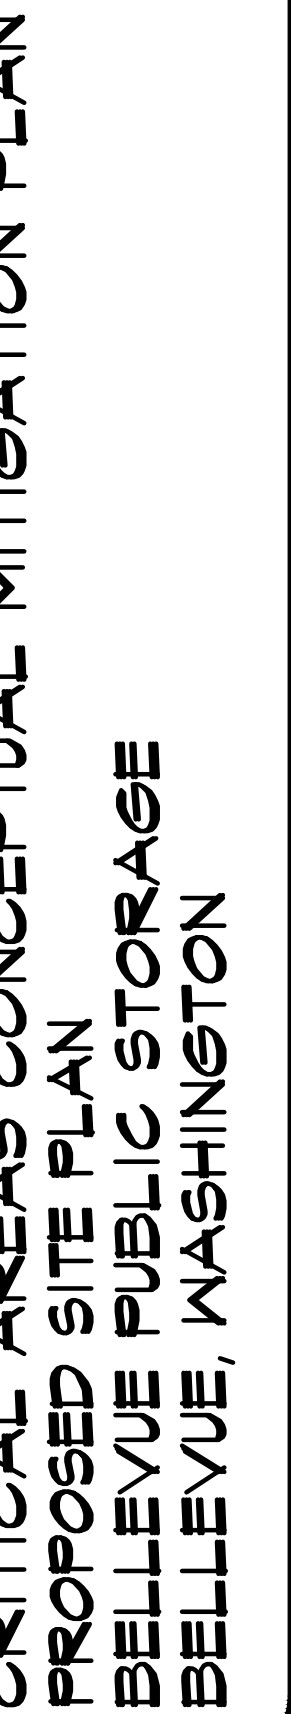 CRITICAL AREAS CONCEPTUAL MITIGATION PLAN
PROPOSED SITE PLAN
BELLEVUE PUBLIC STORAGE
BELLEVUE, WASHINGTON